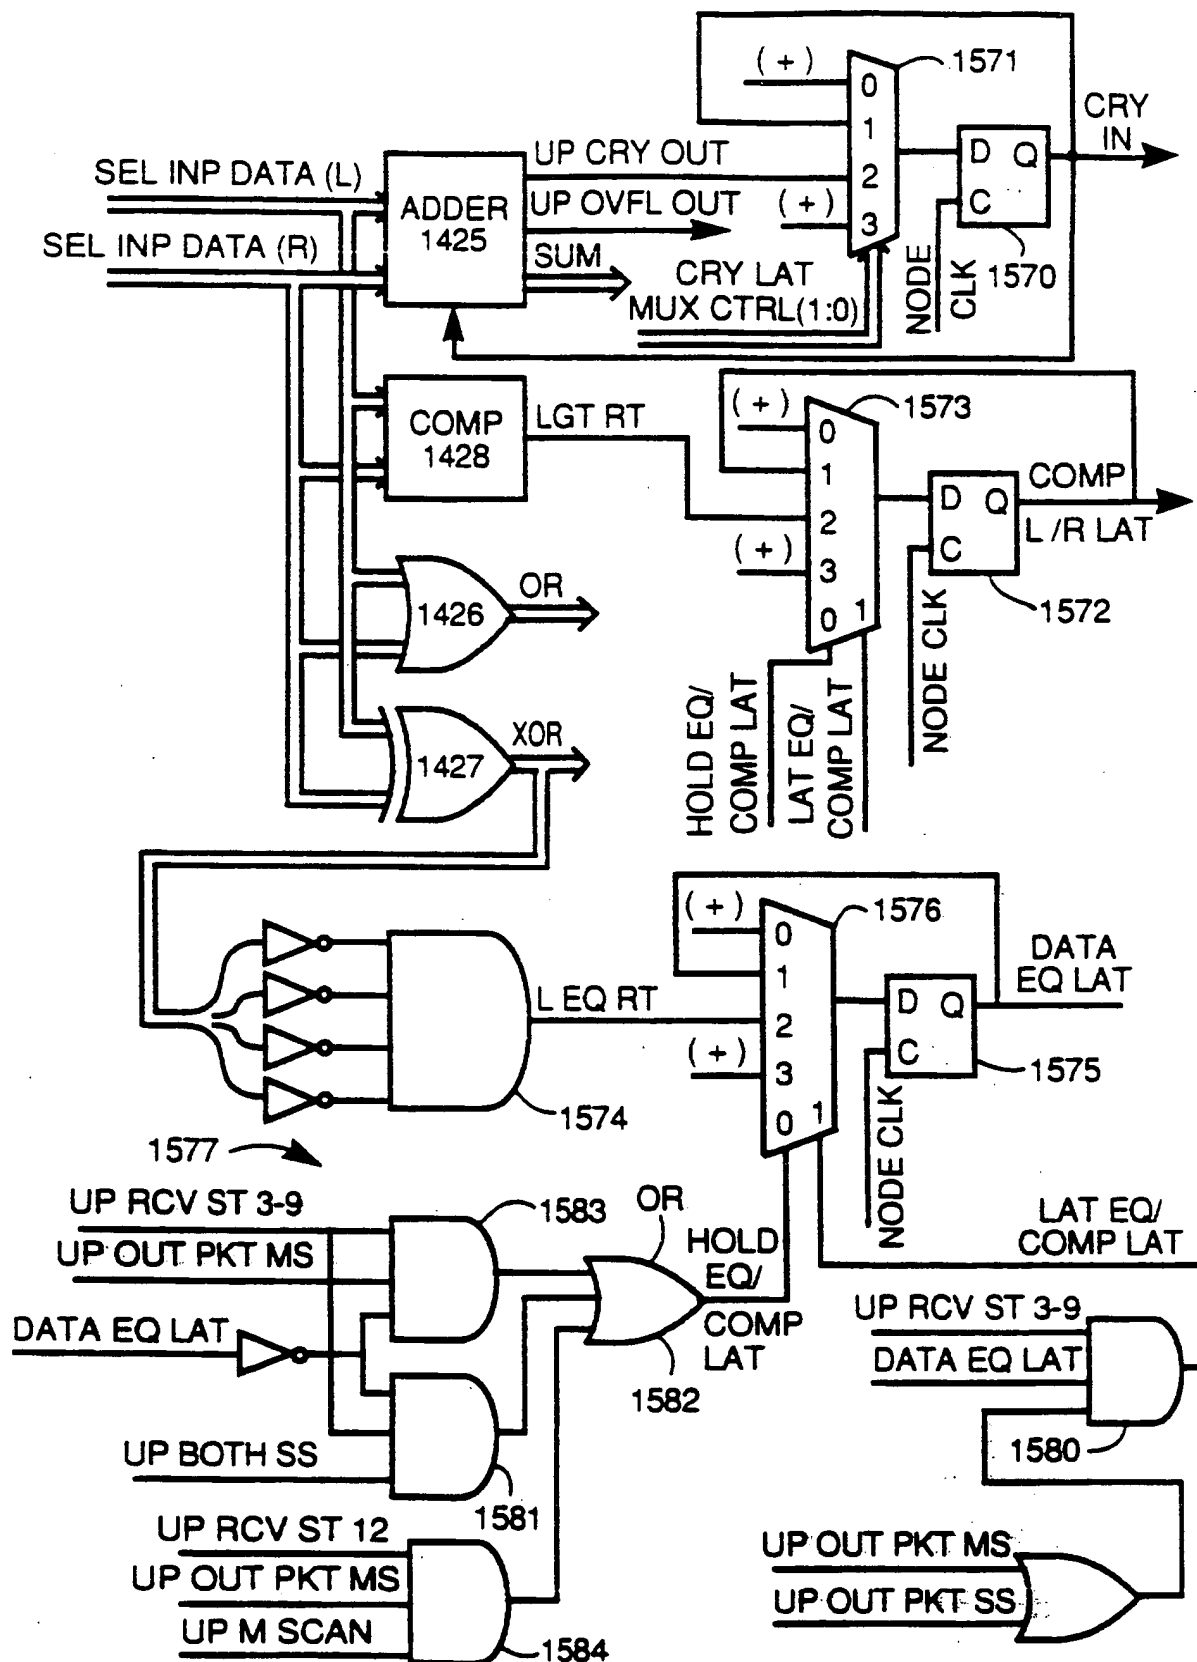 (+)
1571
0
1
2
3
CRY
IN
D Q
C
1570
NODE
CLK
SEL INP DATA (L)
SEL INP DATA (R)
ADDER
1425
UP CRY OUT
UP OVFL OUT
SUM
(+)
CRY LAT
MUX CTRL(1:0)
COMP
1428
LGT RT
(+)
1573
0
1
2
3
0 1
(+)
D Q
C
COMP
L/R LAT
1572
NODE CLK
HOLD EQ/
COMP LAT
LAT EQ/
COMP LAT
1426
OR
1427
XOR
(+)
1576
0
1
2
3
0 1
(+)
L EQ RT
1574
D Q
C
DATA
EQ LAT
1575
NODE CLK
1577
UP RCV ST 3-9
UP OUT PKT MS
DATA EQ LAT
1583
OR
HOLD
EQ/
COMP
LAT
1582
UP BOTH SS
1581
UP RCV ST 12
UP OUT PKT MS
UP M SCAN
1584
LAT EQ/
COMP LAT
UP RCV ST 3-9
DATA EQ LAT
1580
UP OUT PKT MS
UP OUT PKT SS